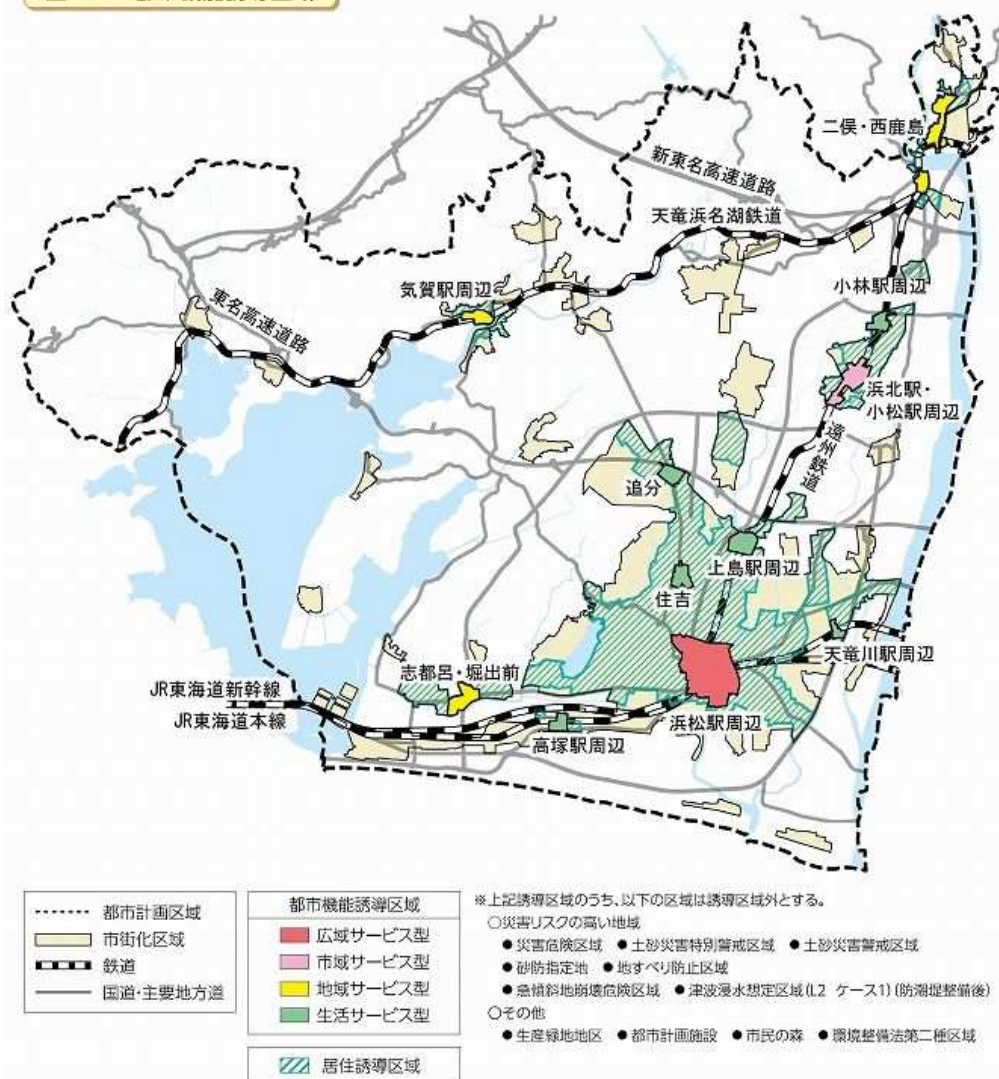 二俣・西鹿島
新東名高速道路
天竜浜名湖鉄道
気賀駅周辺
小林駅周辺
東名高速道路
浜北駅・
小松駅周辺
遠州鉄道
追分
上島駅周辺
住吉
天竜川駅周辺
志都呂・堀出前
JR東海道新幹線
JR東海道本線
浜松駅周辺
高塚駅周辺
都市計画区域
市街化区域
鉄道
国道・主要地方道
都市機能誘導区域
広域サービス型
市域サービス型
地域サービス型
生活サービス型
居住誘導区域
※上記誘導区域のうち、以下の区域は誘導区域外とする。
○災害リスクの高い地域
●災害危険区域 ●土砂災害特別警戒区域 ●土砂災害警戒区域
●砂防指定地 ●地すべり防止区域
●急傾斜地崩壊危険区域 ●津波浸水想定区域(L2 ケース1)(防潮堤整備後)
○その他
●生産緑地地区 ●都市計画施設 ●市民の森 ●環境整備法第二種区域